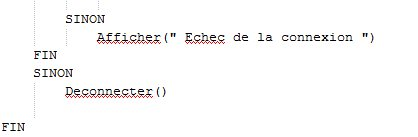 SINON
Afficher(" Echec de la connexion ")
FIN
SINON
Deconnecter()
FIN